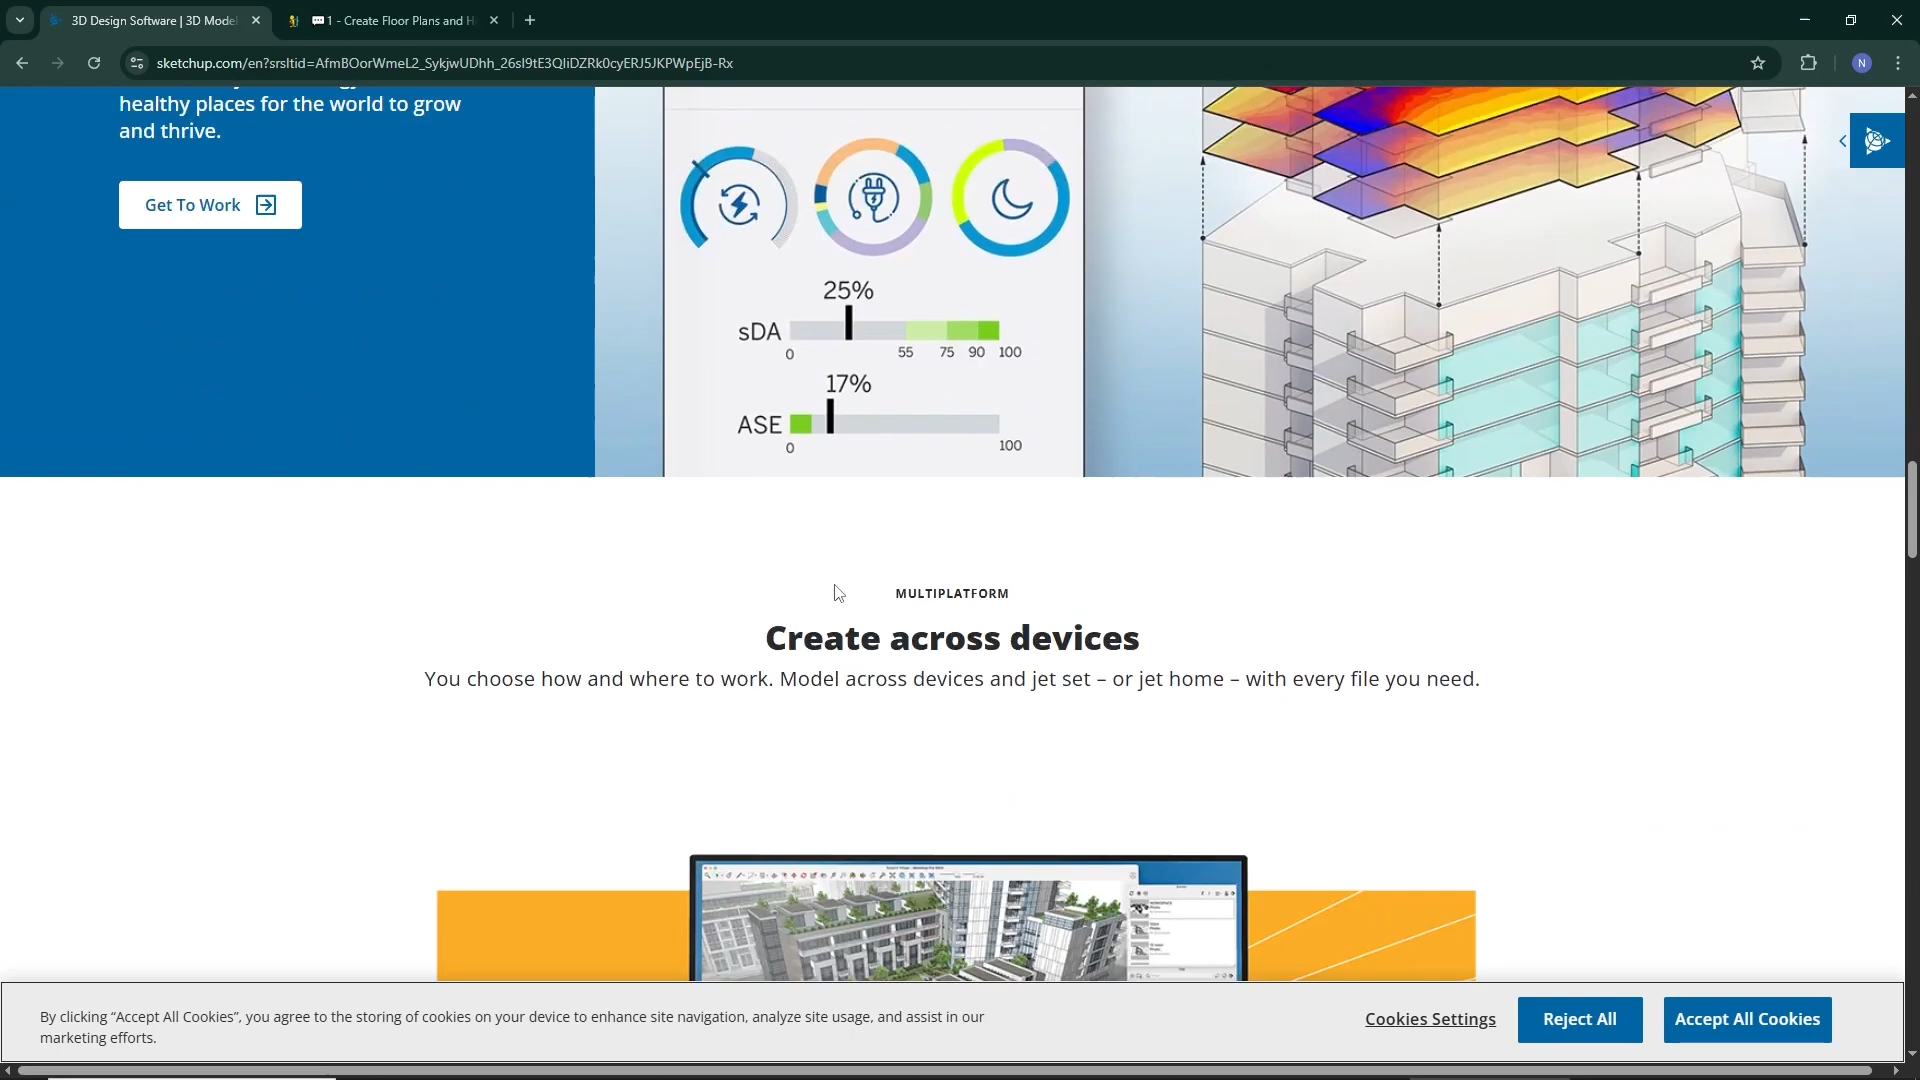 3D Design Software | 3D Model
1 - Create Floor Plans and H
sketchup.com/en?srsltid=AfmBOorWmeL2_SykjwUDhh_26sI9tE3QIiDZRk0cyERJ5JKPWpEjB-Rx
N
healthy places for the world to grow
and thrive.
Get To Work
25%
sDA
0 55 75 90 100
17%
ASE
0 100
MULTIPLATFORM
Create across devices
You choose how and where to work. Model across devices and jet set – or jet home – with every file you need.
By clicking “Accept All Cookies”, you agree to the storing of cookies on your device to enhance site navigation, analyze site usage, and assist in our
marketing efforts.
Cookies Settings
Reject All
Accept All Cookies